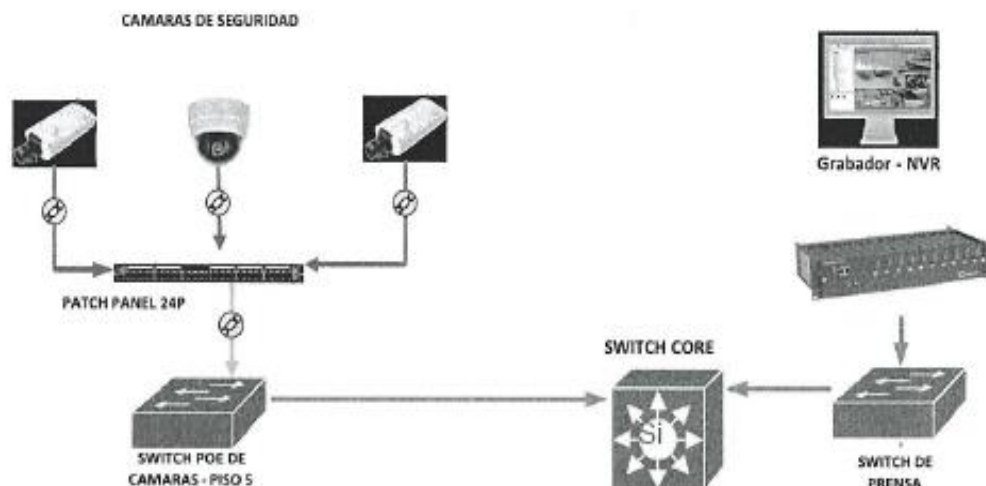 CAMARAS DE SEGURIDAD
Grabador - NVR
PATCH PANEL 24P
SWITCH CORE
Si
SWITCH POE DE
CAMARAS - PISO 5
SWITCH DE
PRENSA